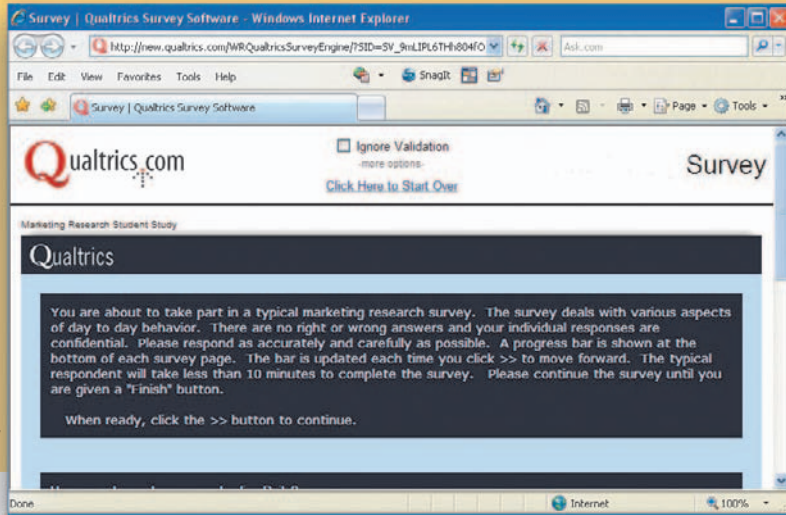 Survey | Qualtrics Survey Software - Windows Internet Explorer
http://new.qualtrics.com/WRQualtricsSurveyEngine/?SID=SV_9mLIPL6THh804fO
Ask.com
File Edit View Favorites Tools Help
SnagIt
Survey | Qualtrics Survey Software
Page Tools
Qualtrics.com
Ignore Validation
-more options-
Click Here to Start Over
Survey
Marketing Research Student Study
Qualtrics
You are about to take part in a typical marketing research survey. The survey deals with various aspects
of day to day behavior. There are no right or wrong answers and your individual responses are
confidential. Please respond as accurately and carefully as possible. A progress bar is shown at the
bottom of each survey page. The bar is updated each time you click >> to move forward. The typical
respondent will take less than 10 minutes to complete the survey. Please continue the survey until you
are given a "Finish" button.
When ready, click the >> button to continue.
Done
Internet
100%